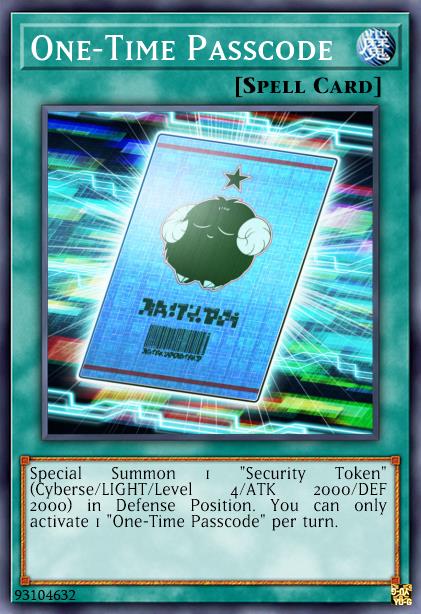 One-Time Passcode
魔
[Spell Card]
Special Summon 1 "Security Token"
(Cyberse/LIGHT/Level 4/ATK 2000/DEF
2000) in Defense Position. You can only
activate 1 "One-Time Passcode" per turn.
93104632